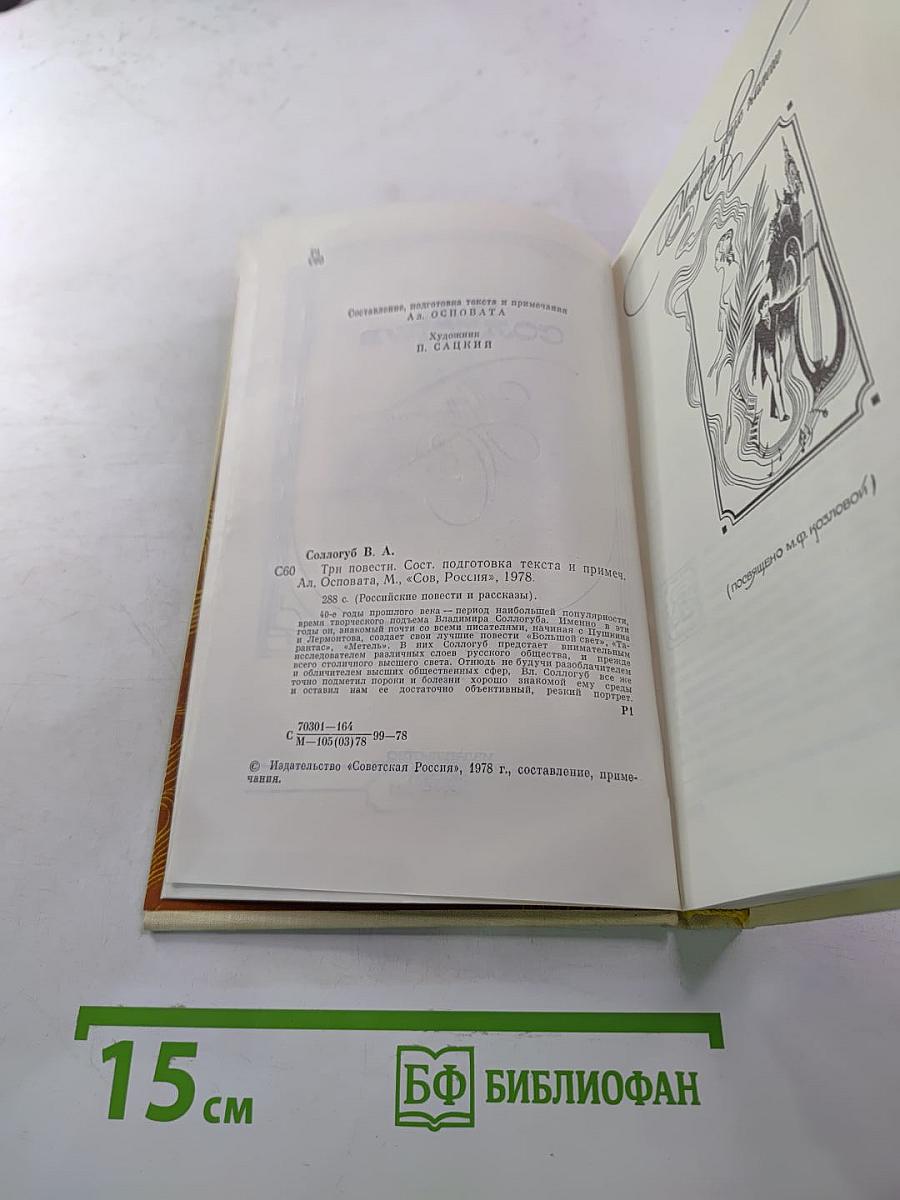 Р1
С60
Составление, подготовка текста и примечания
Ал. ОСПОВАТА
Художник
П. САЦКИЙ
Соллогуб В. А.
С60 Три повести. Сост. подготовка текста и примеч.
Ал. Осповата, М., «Сов, Россия», 1978.
288 с. (Российские повести и рассказы).
40-е годы прошлого века — период наибольшей популярности,
время творческого подъема Владимира Соллогуба. Именно в эти
годы он, знакомый почти со всеми писателями, начиная с Пушкина
и Лермонтова, создает свои лучшие повести «Большой свет», «Та-
рантас», «Метель». В них Соллогуб предстает внимательным
исследователем различных слоев русского общества, и прежде
всего столичного высшего света. Отнюдь не будучи разоблачителем
и обличителем высших общественных сфер, Вл. Соллогуб все же
точно подметил пороки и болезни хорошо знакомой ему среды
и оставил нам ее достаточно объективный, резкий портрет.
Р1
С 70301—164
М—105(03)78 99—78
© Издательство «Советская Россия», 1978 г., составление, приме-
чания.
(посвящено М.Ф. Козловой)
15 см
БФ БИБЛИОФАН